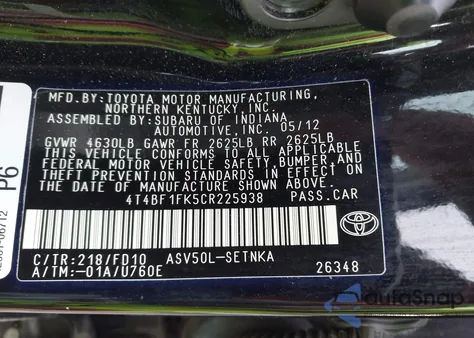 MFD.BY:TOYOTA MOTOR MANUFACTURING,
NORTHERN KENTUCKY, INC.
ASSEMBLED BY:SUBARU OF INDIANA
AUTOMOTIVE,INC. 05/12
GVWR 4630LB GAWR FR 2625LB RR 2625LB
THIS VEHICLE CONFORMS TO ALL APPLICABLE
FEDERAL MOTOR VEHICLE SAFETY,BUMPER,AND
THEFT PREVENTION STANDARDS IN EFFECT ON
THE DATE OF MANUFACTURE SHOWN ABOVE.
4T4BF1FK5CR225938 PASS.CAR
C/TR:218/FD10 ASV50L-SETNKA
A/TM:-01A/U760E 26348
P6
autoSnap